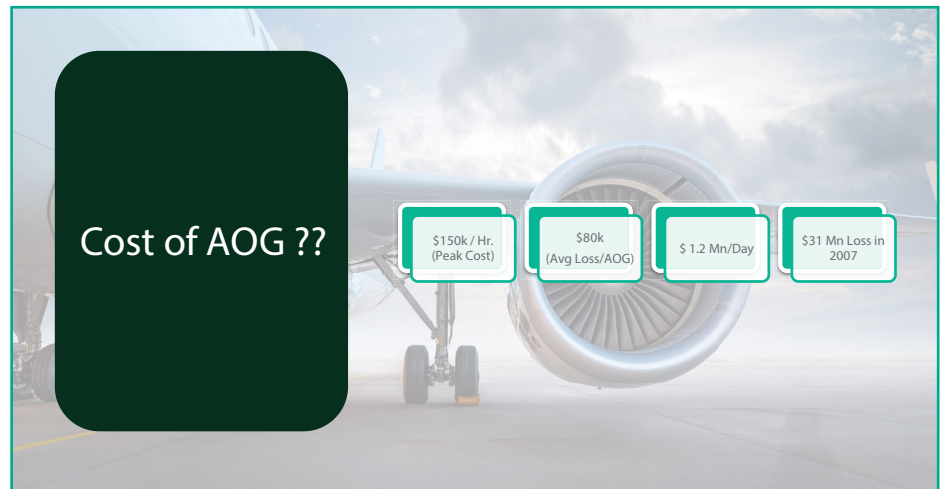 Cost of AOG ??
$150k / Hr.
(Peak Cost)
$80k
(Avg Loss/AOG)
$ 1.2 Mn/Day
$31 Mn Loss in
2007